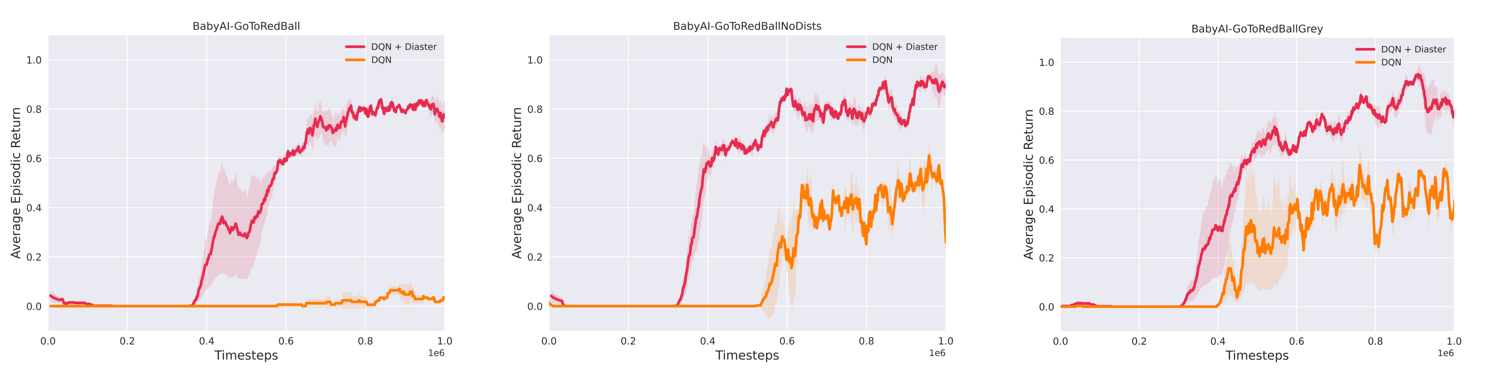 BabyAI-GoToRedBall
DQN + Diaster
DQN
Average Episodic Return
1.0
0.8
0.6
0.4
0.2
0.0
0.0 0.2 0.4 0.6 0.8 1.0
1e6
Timesteps
BabyAI-GoToRedBallNoDists
DQN + Diaster
DQN
Average Episodic Return
1.0
0.8
0.6
0.4
0.2
0.0
0.0 0.2 0.4 0.6 0.8 1.0
1e6
Timesteps
BabyAI-GoToRedBallGrey
DQN + Diaster
DQN
Average Episodic Return
1.0
0.8
0.6
0.4
0.2
0.0
0.0 0.2 0.4 0.6 0.8 1.0
1e6
Timesteps